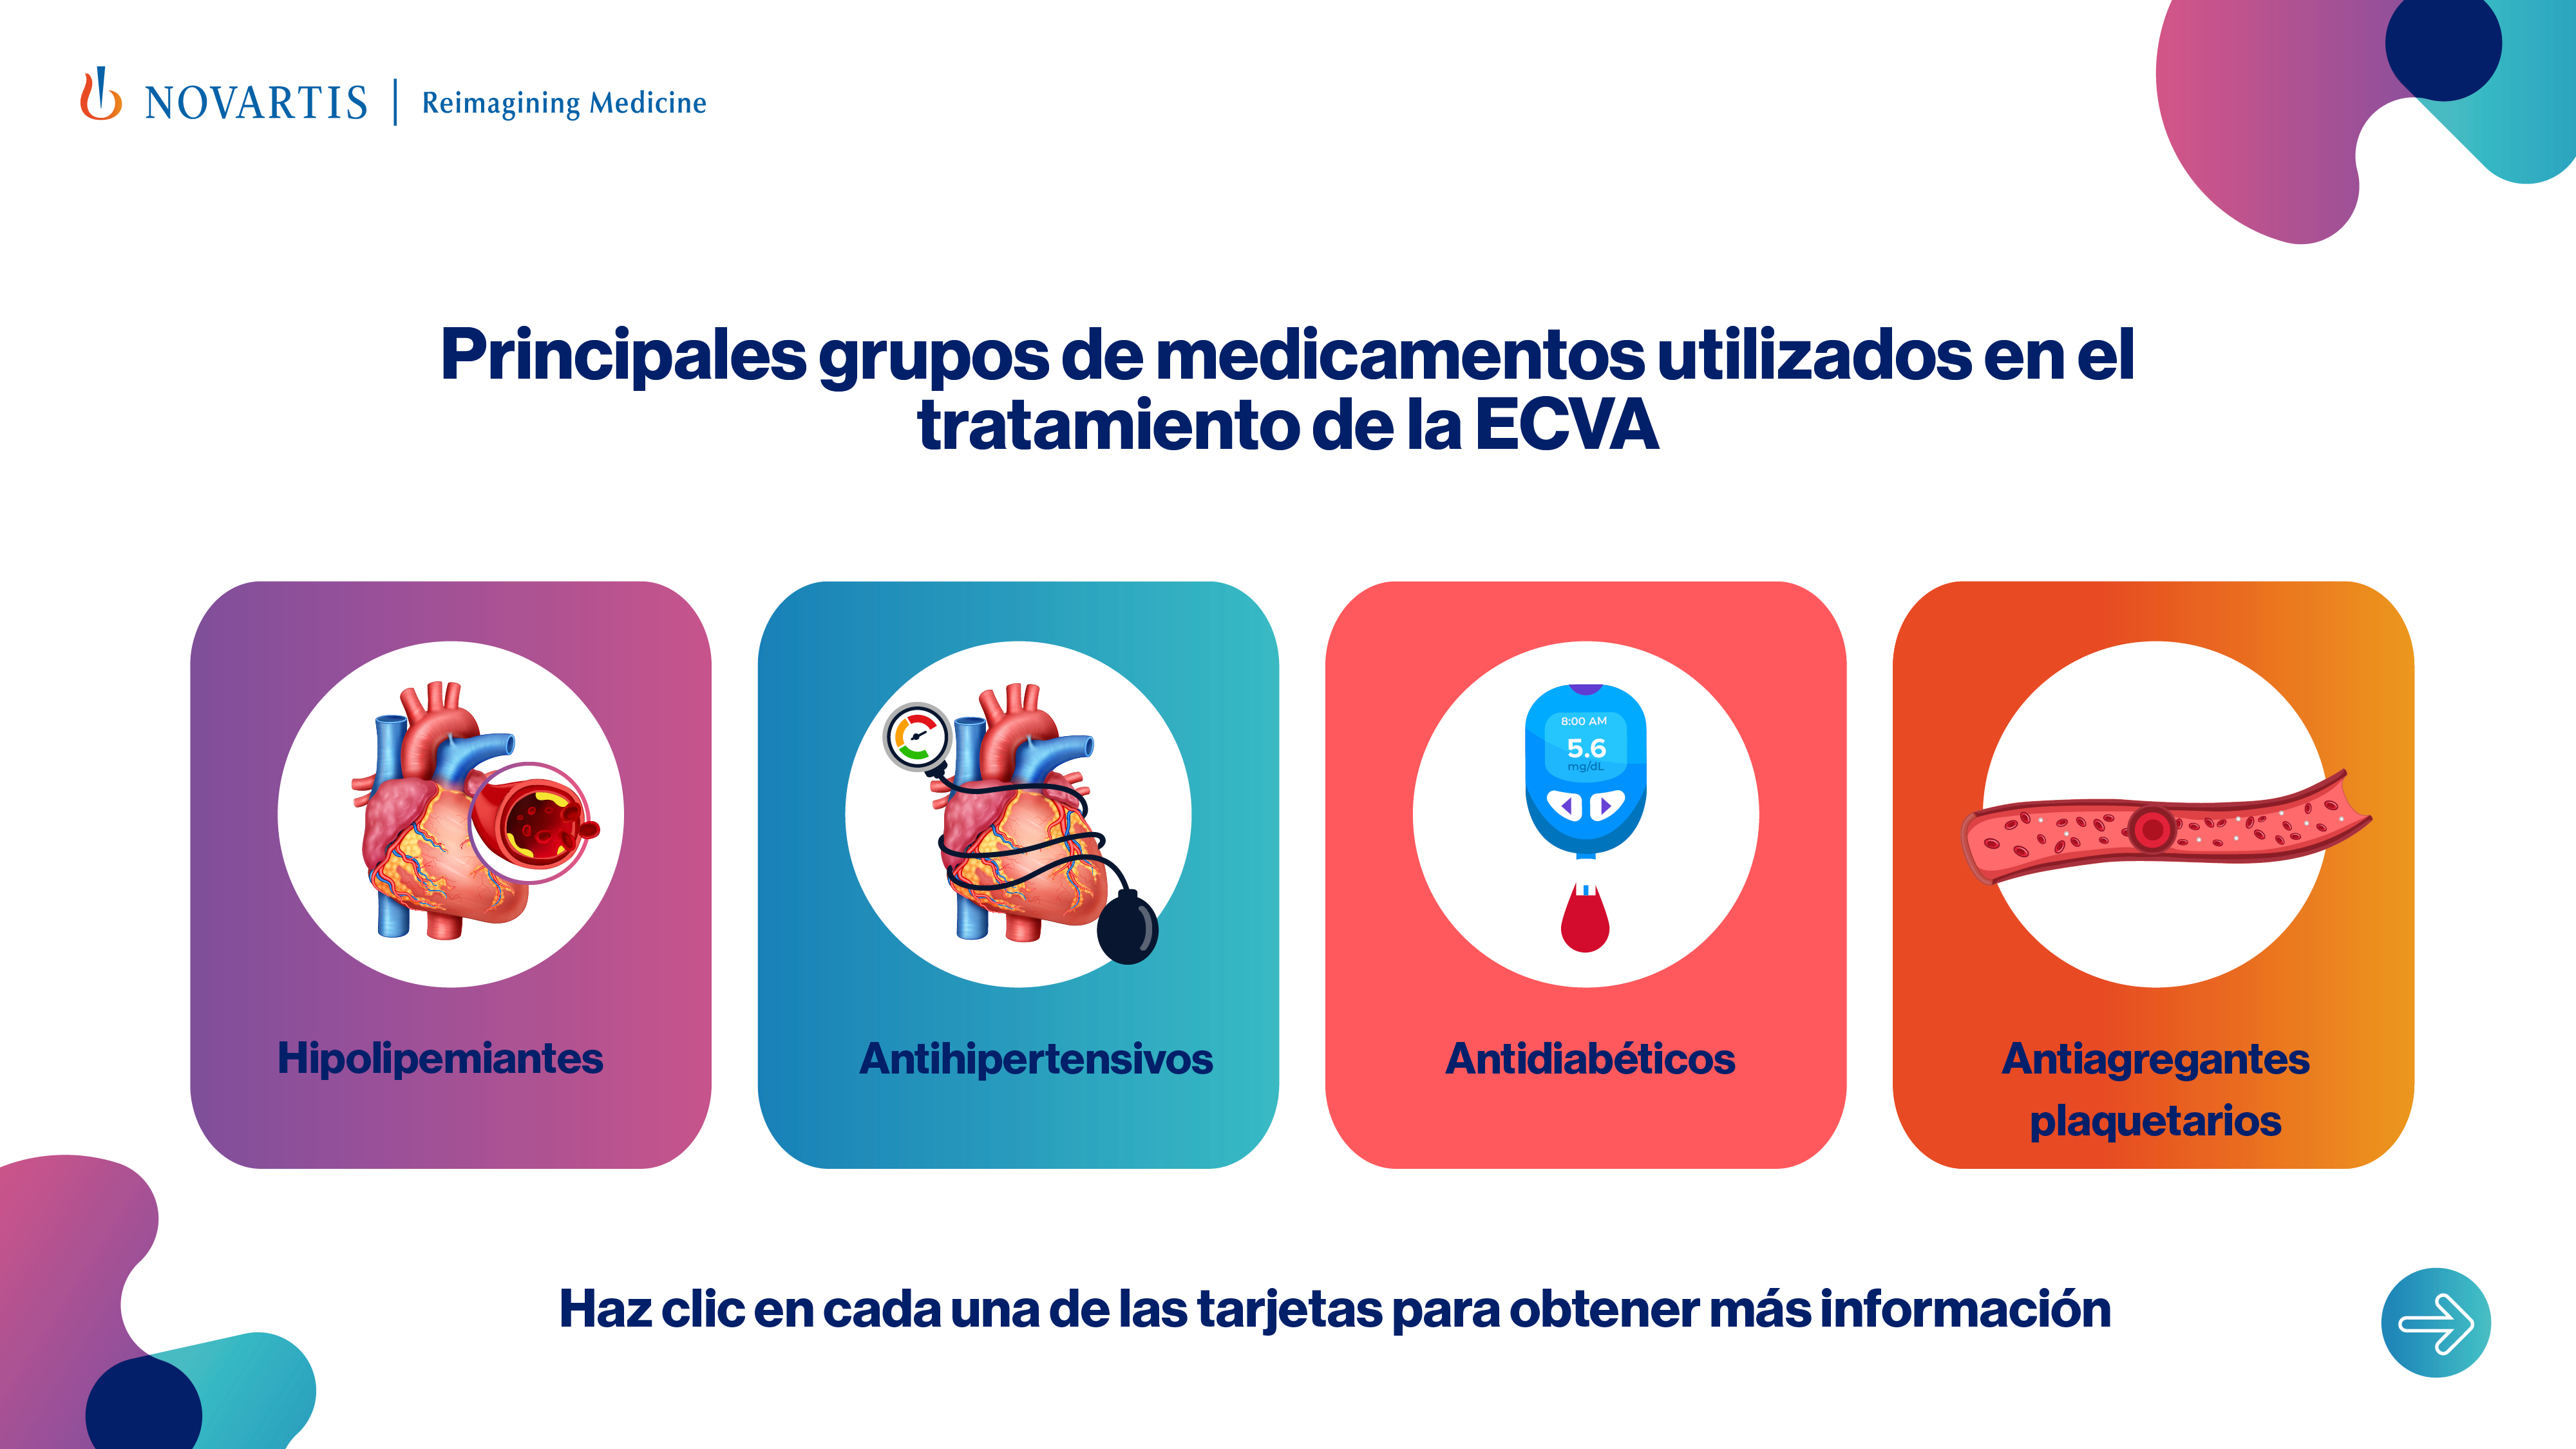 NOVARTIS | Reimagining Medicine
Principales grupos de medicamentos utilizados en el
tratamiento de la ECVA
8:00 AM
5.6
mg/dL
Hipolipemiantes
Antihipertensivos
Antidiabéticos
Antiagregantes
plaquetarios
Haz clic en cada una de las tarjetas para obtener más información